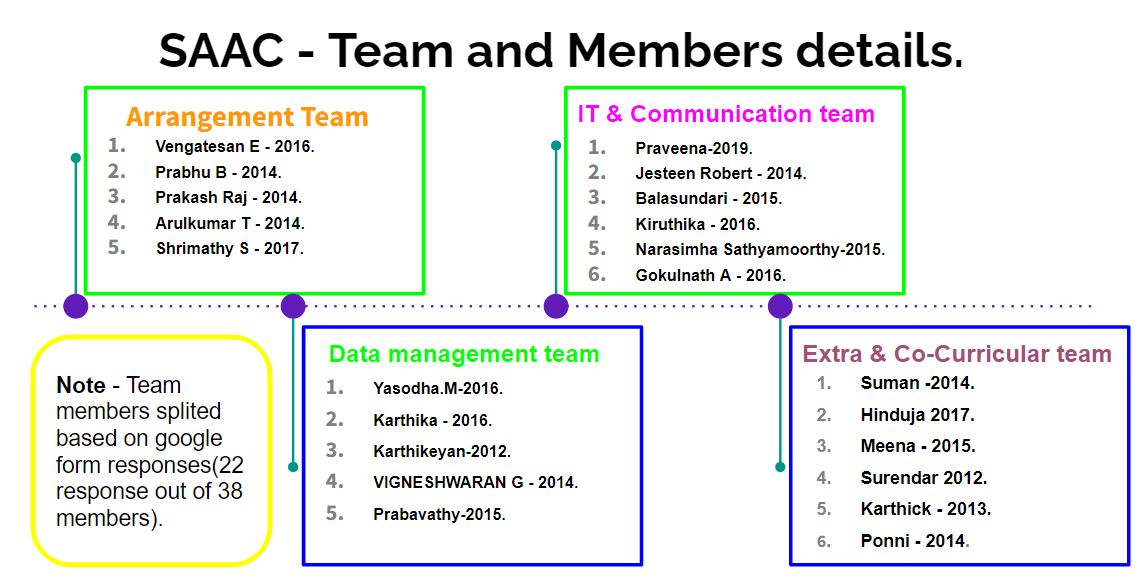 SAAC - Team and Members details.
Arrangement Team
1. Vengatesan E - 2016.
2. Prabhu B - 2014.
3. Prakash Raj - 2014.
4. Arulkumar T - 2014.
5. Shrimathy S - 2017.
IT & Communication team
1. Praveena-2019.
2. Jesteen Robert - 2014.
3. Balasundari - 2015.
4. Kiruthika - 2016.
5. Narasimha Sathyamoorthy-2015.
6. Gokulnath A - 2016.
Note - Team
members splited
based on google
form responses(22
response out of 38
members).
Data management team
1. Yasodha.M-2016.
2. Karthika - 2016.
3. Karthikeyan-2012.
4. VIGNESHWARAN G - 2014.
5. Prabavathy-2015.
Extra & Co-Curricular team
1. Suman -2014.
2. Hinduja 2017.
3. Meena - 2015.
4. Surendar 2012.
5. Karthick - 2013.
6. Ponni - 2014.